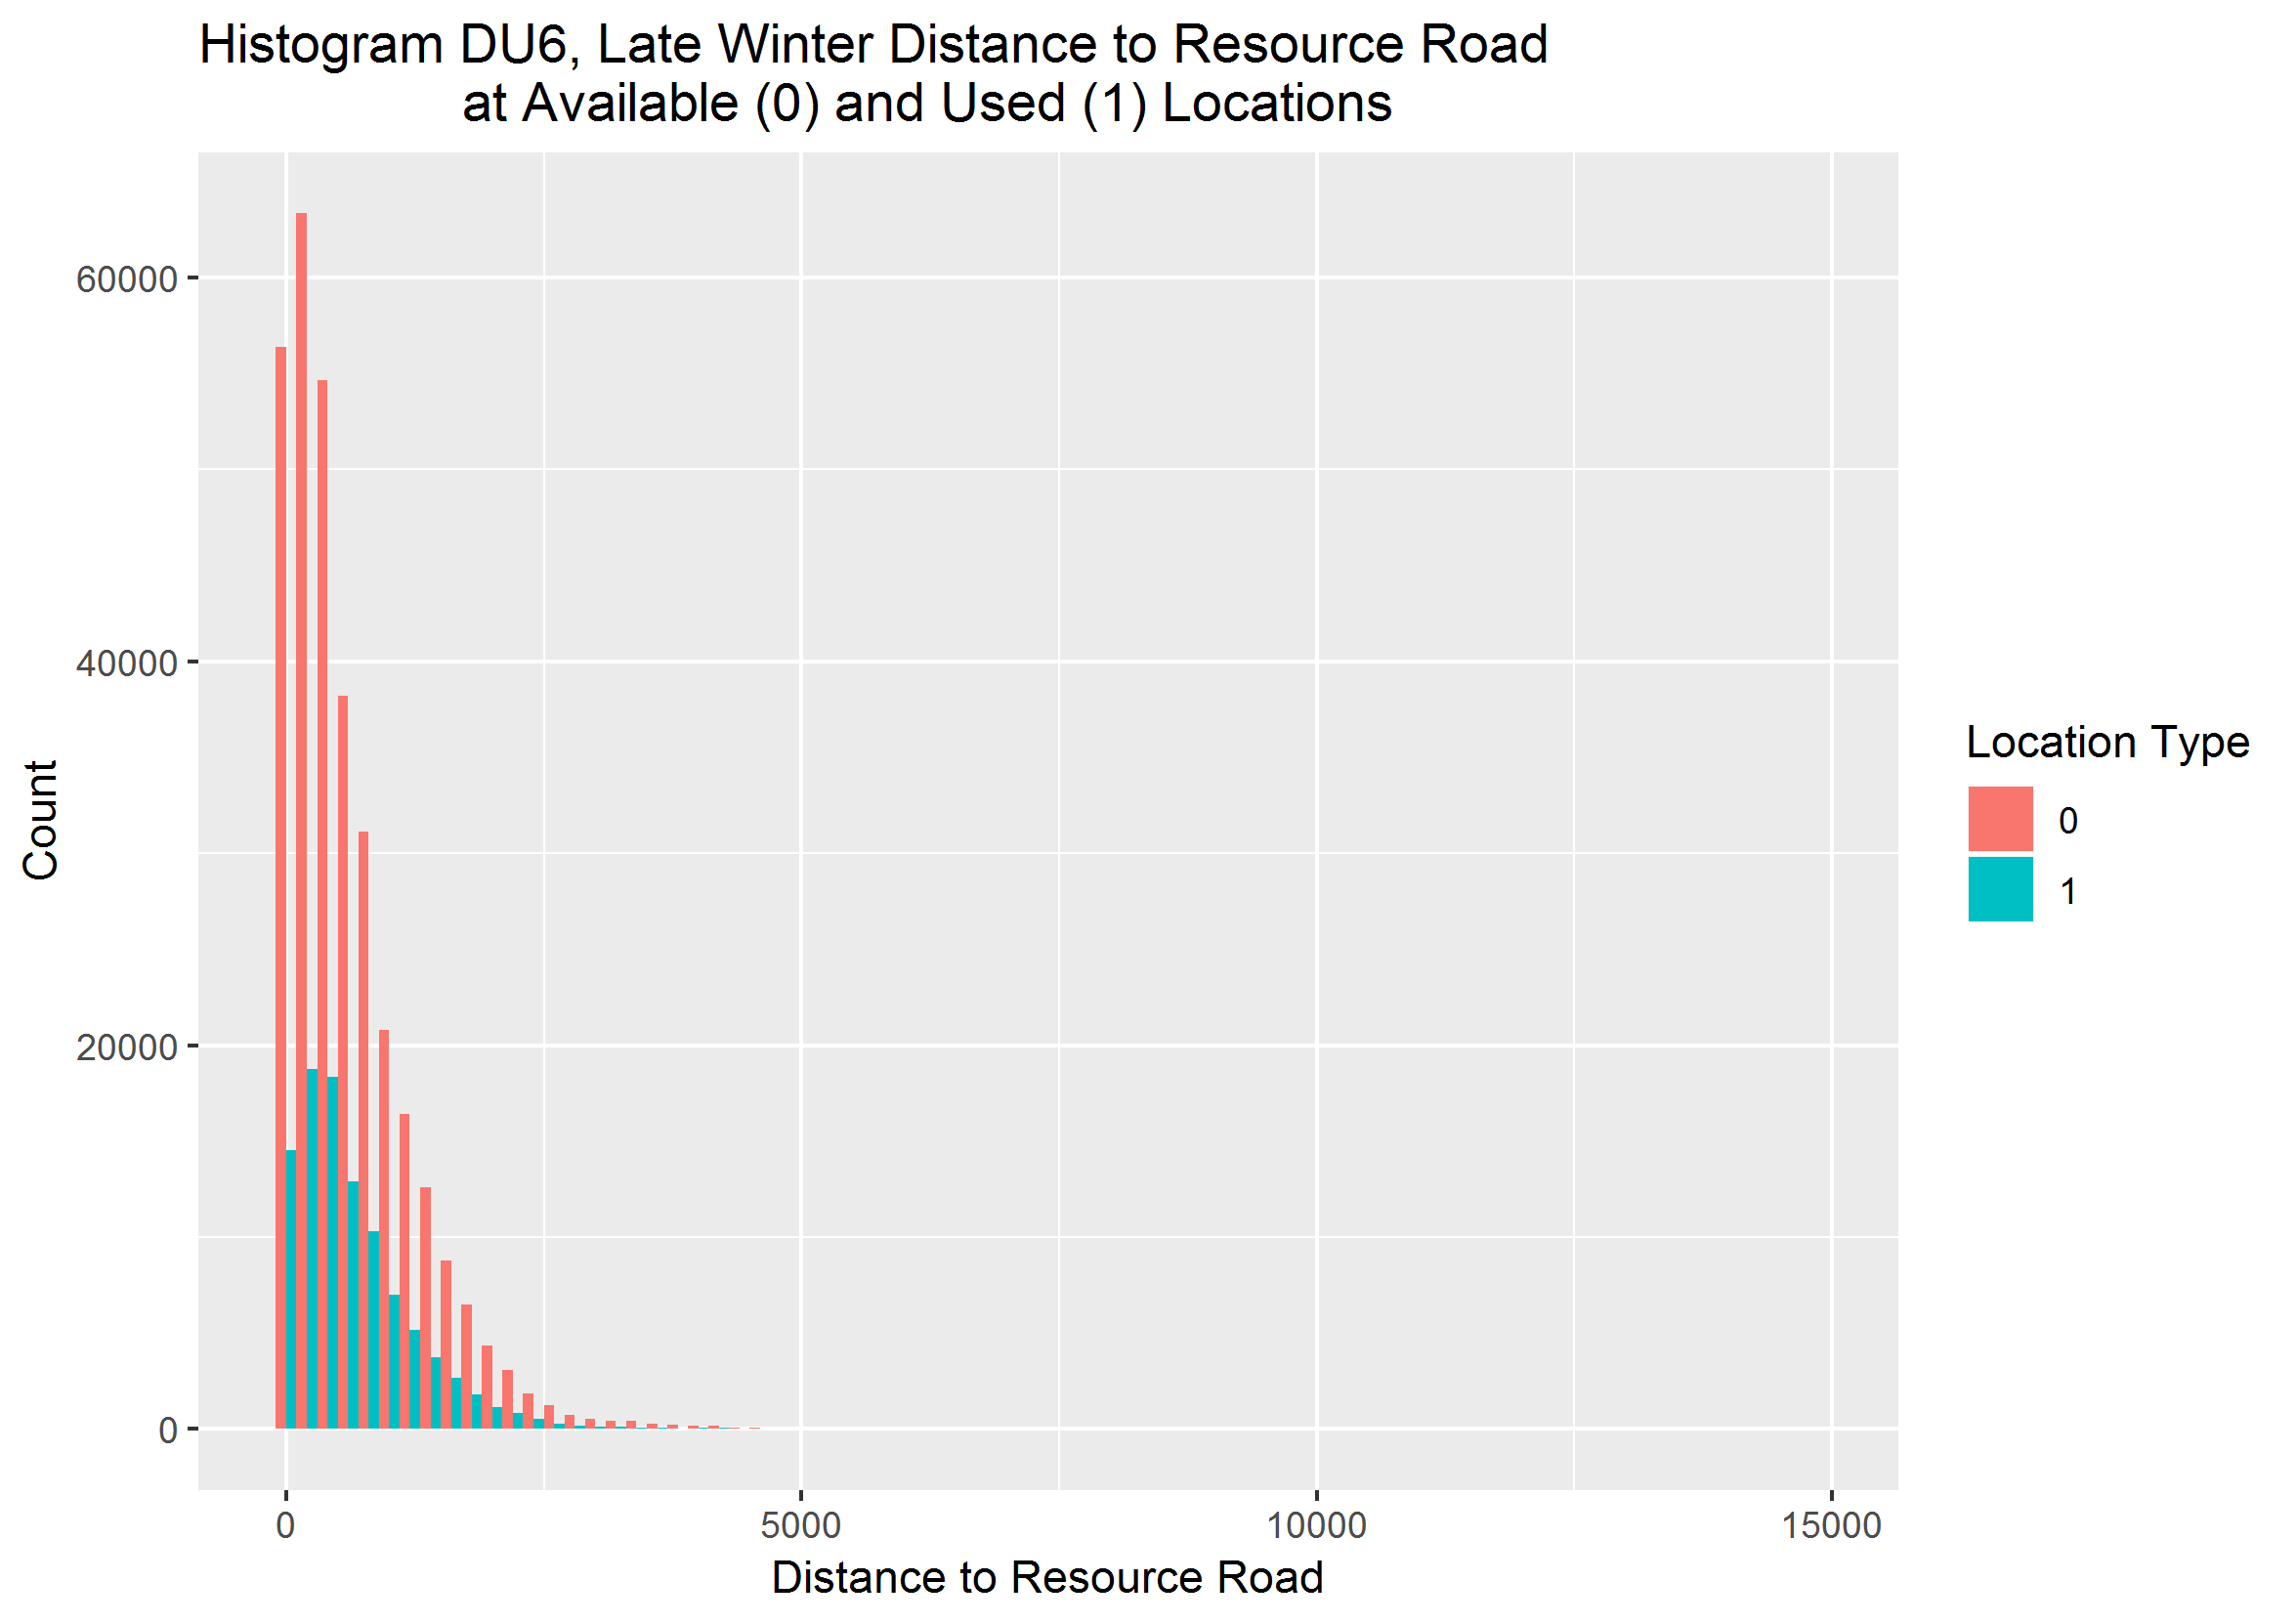 Histogram DU6, Late Winter Distance to Resource Road
at Available (0) and Used (1) Locations
60000
40000
20000
0
Count
0
5000
10000
15000
Distance to Resource Road
Location Type
0
1